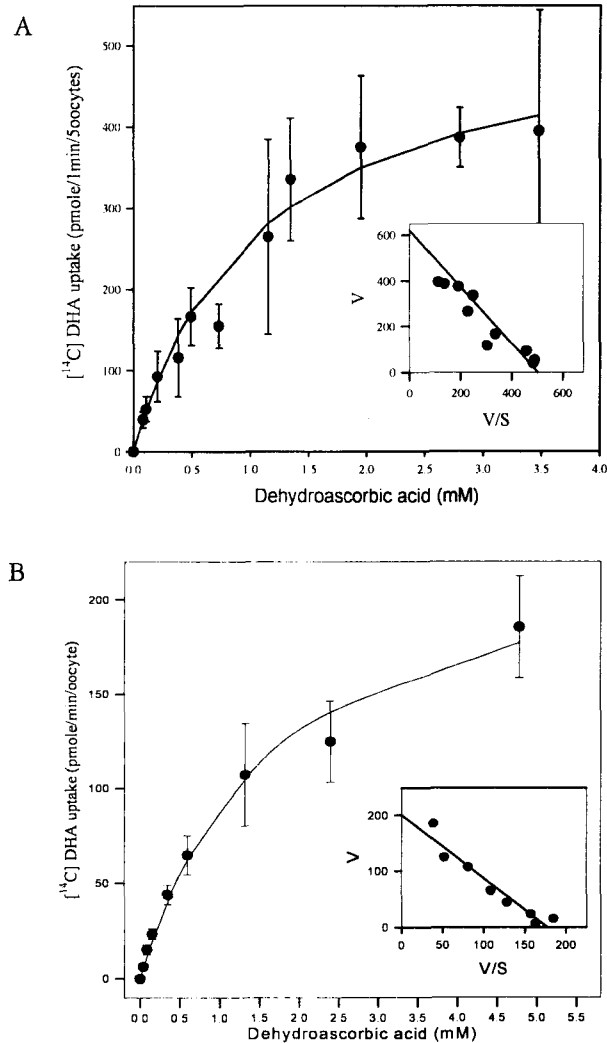 A
500
400
300
200
100
0
[¹⁴C] DHA uptake (pmole/1min/5oocytes)
600
400
200
0
V
0 200 400 600
V/S
0.0 0.5 1.0 1.5 2.0 2.5 3.0 3.5 4.0
Dehydroascorbic acid (mM)
B
200
150
100
50
0
[¹⁴C] DHA uptake (pmole/min/oocyte)
200
100
0
V
0 50 100 150 200
V/S
0.0 0.5 1.0 1.5 2.0 2.5 3.0 3.5 4.0 4.5 5.0 5.5
Dehydroascorbic acid (mM)